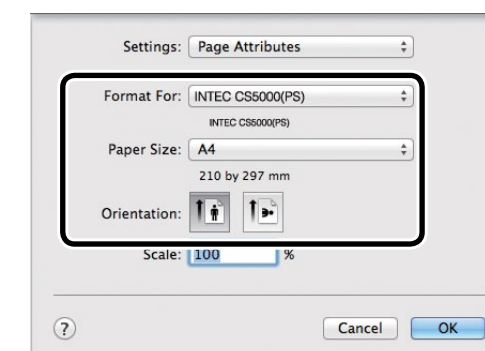 Settings: Page Attributes
Format For: INTEC CS5000(PS)
INTEC CS5000(PS)
Paper Size: A4
210 by 297 mm
Orientation:
Scale: 100 %
? Cancel OK